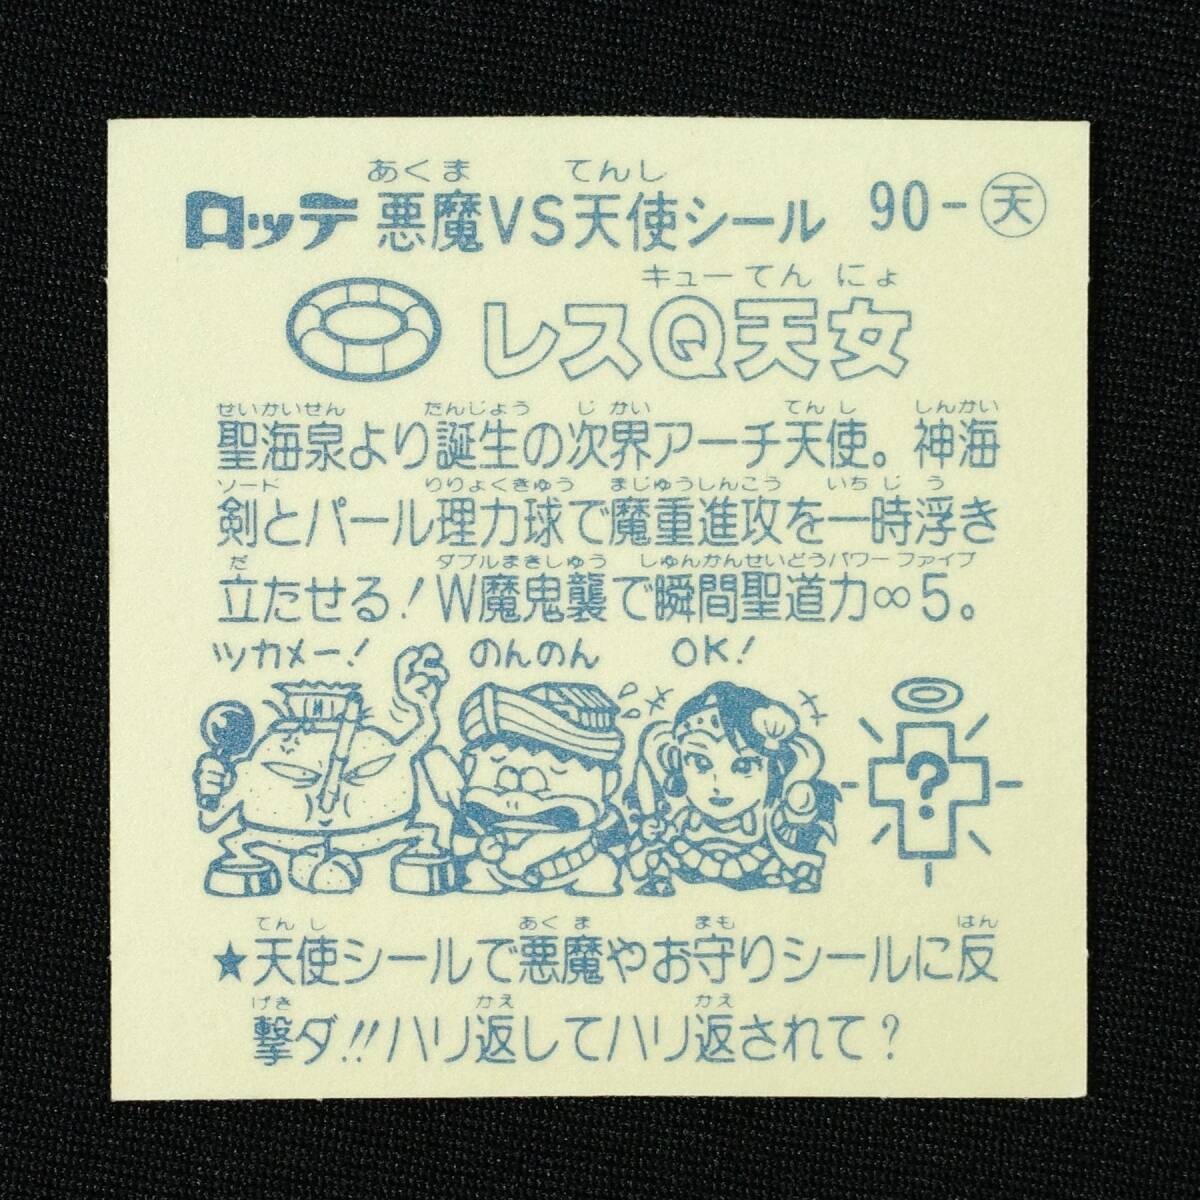 あくま てんし
ロッテ 悪魔VS天使シール 90-天
キューてんにょ
レスQ天女
せいかいせん たんじょう じかい てんし しんかい
聖海泉より誕生の次界アーチ天使。神海
ソード りりょくきゅう まじゅうしんこう いちじう
剣とパール理力球で魔重進攻を一時浮き
だ ダブルまきしゅう しゅんかんせいどうパワー ファイブ
立たせる！W魔鬼襲で瞬間聖道力∞5。
ツカメー！ のんのん OK！
?
てんし あくま まも はん
★天使シールで悪魔やお守りシールに反
げき かえ かえ
撃ダ!!ハリ返してハリ返されて？